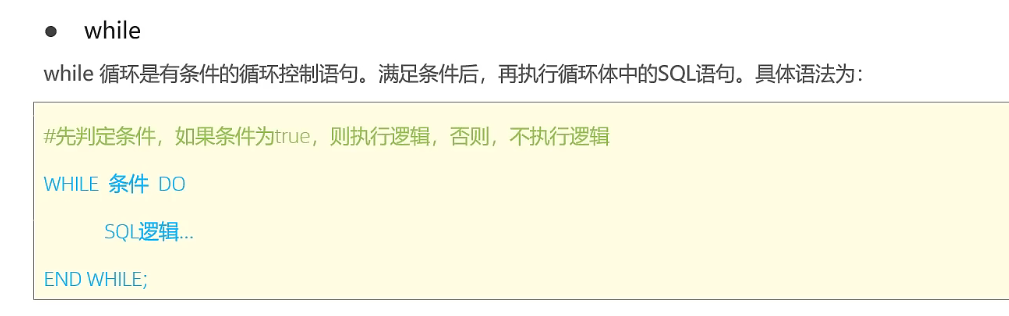 ● while
while 循环是有条件的循环控制语句。满足条件后，再执行循环体中的SQL语句。具体语法为：
#先判定条件，如果条件为true，则执行逻辑，否则，不执行逻辑
WHILE 条件 DO
SQL逻辑...
END WHILE;